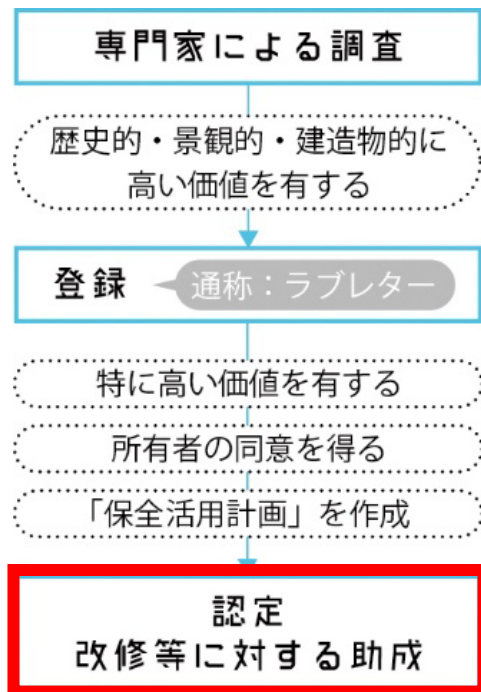 専門家による調査
歴史的・景観的・建造物的に
高い価値を有する
登録
通称：ラブレター
特に高い価値を有する
所有者の同意を得る
「保全活用計画」を作成
認定
改修等に対する助成